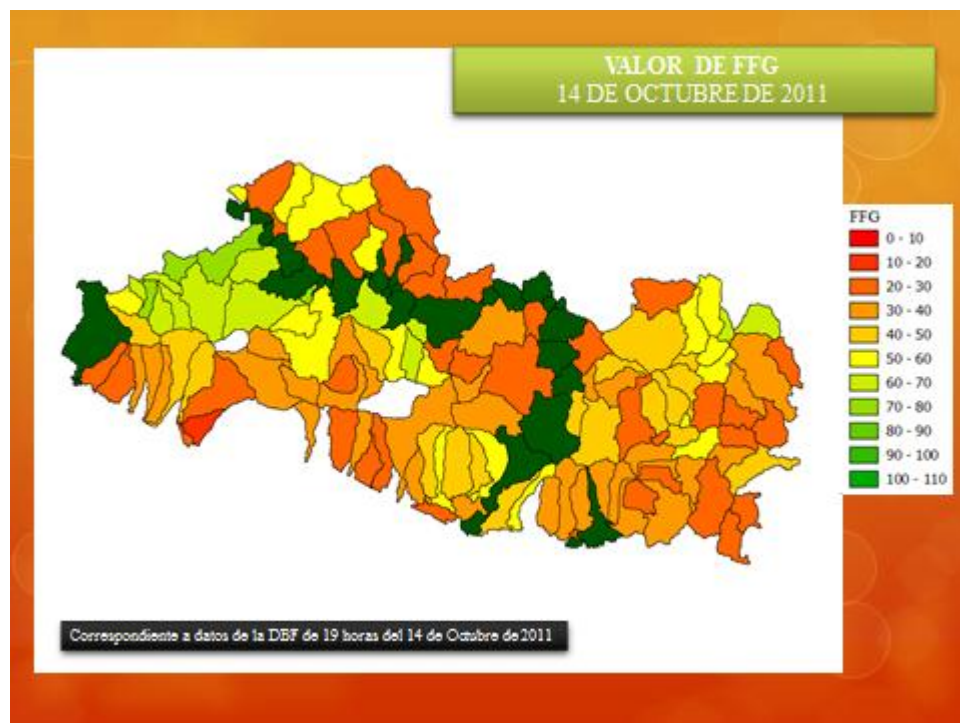 VALOR DE FFG
14 DE OCTUBRE DE 2011
FFG
0 - 10
10 - 20
20 - 30
30 - 40
40 - 50
50 - 60
60 - 70
70 - 80
80 - 90
90 - 100
100 - 110
Correspondiente a datos de la DBF de 19 horas del 14 de Octubre de 2011